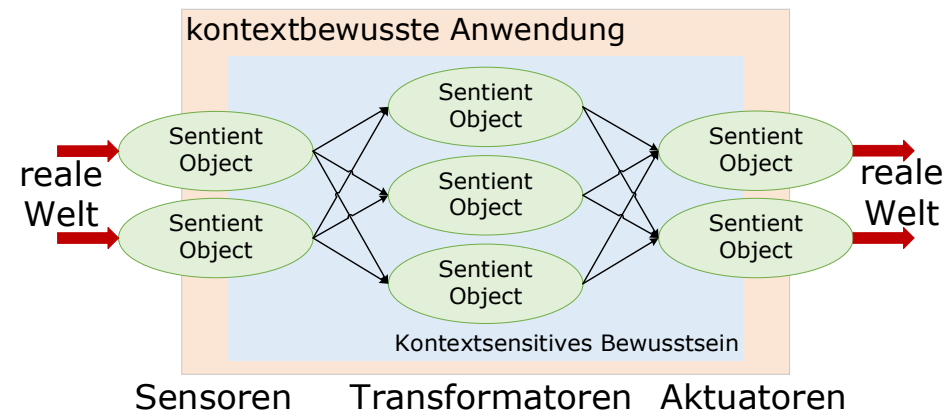 kontextbewusste Anwendung
Sentient
Object
Sentient
Object
Sentient
Object
reale
Welt
Sentient
Object
reale
Welt
Sentient
Object
Sentient
Object
Sentient
Object
Kontextsensitives Bewusstsein
Sensoren
Transformatoren
Aktuatoren